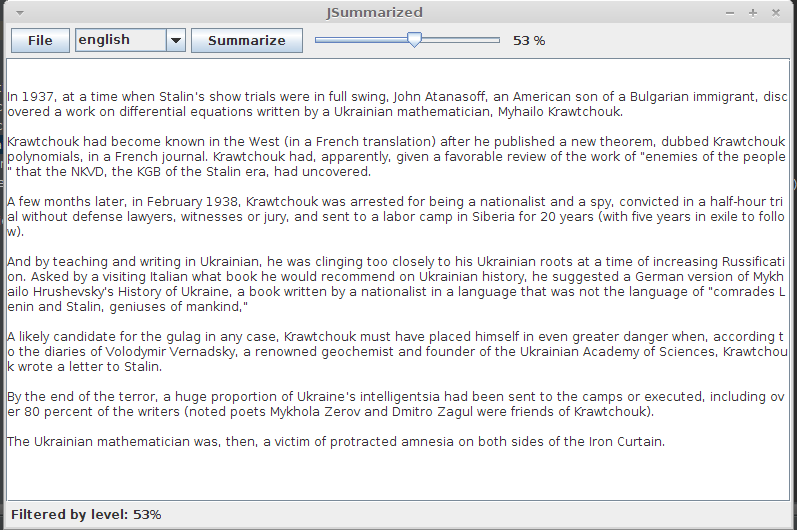 JSummarized
File english Summarize 53 %
In 1937, at a time when Stalin's show trials were in full swing, John Atanasoff, an American son of a Bulgarian immigrant, disc
overed a work on differential equations written by a Ukrainian mathematician, Myhailo Krawtchouk.
Krawtchouk had become known in the West (in a French translation) after he published a new theorem, dubbed Krawtchouk
polynomials, in a French journal. Krawtchouk had, apparently, given a favorable review of the work of "enemies of the people
" that the NKVD, the KGB of the Stalin era, had uncovered.
A few months later, in February 1938, Krawtchouk was arrested for being a nationalist and a spy, convicted in a half-hour tri
al without defense lawyers, witnesses or jury, and sent to a labor camp in Siberia for 20 years (with five years in exile to follo
w).
And by teaching and writing in Ukrainian, he was clinging too closely to his Ukrainian roots at a time of increasing Russificati
on. Asked by a visiting Italian what book he would recommend on Ukrainian history, he suggested a German version of Mykh
ailo Hrushevsky's History of Ukraine, a book written by a nationalist in a language that was not the language of "comrades L
enin and Stalin, geniuses of mankind,"
A likely candidate for the gulag in any case, Krawtchouk must have placed himself in even greater danger when, according t
o the diaries of Volodymir Vernadsky, a renowned geochemist and founder of the Ukrainian Academy of Sciences, Krawtchou
k wrote a letter to Stalin.
By the end of the terror, a huge proportion of Ukraine's intelligentsia had been sent to the camps or executed, including ov
er 80 percent of the writers (noted poets Mykhola Zerov and Dmitro Zagul were friends of Krawtchouk).
The Ukrainian mathematician was, then, a victim of protracted amnesia on both sides of the Iron Curtain.
Filtered by level: 53%